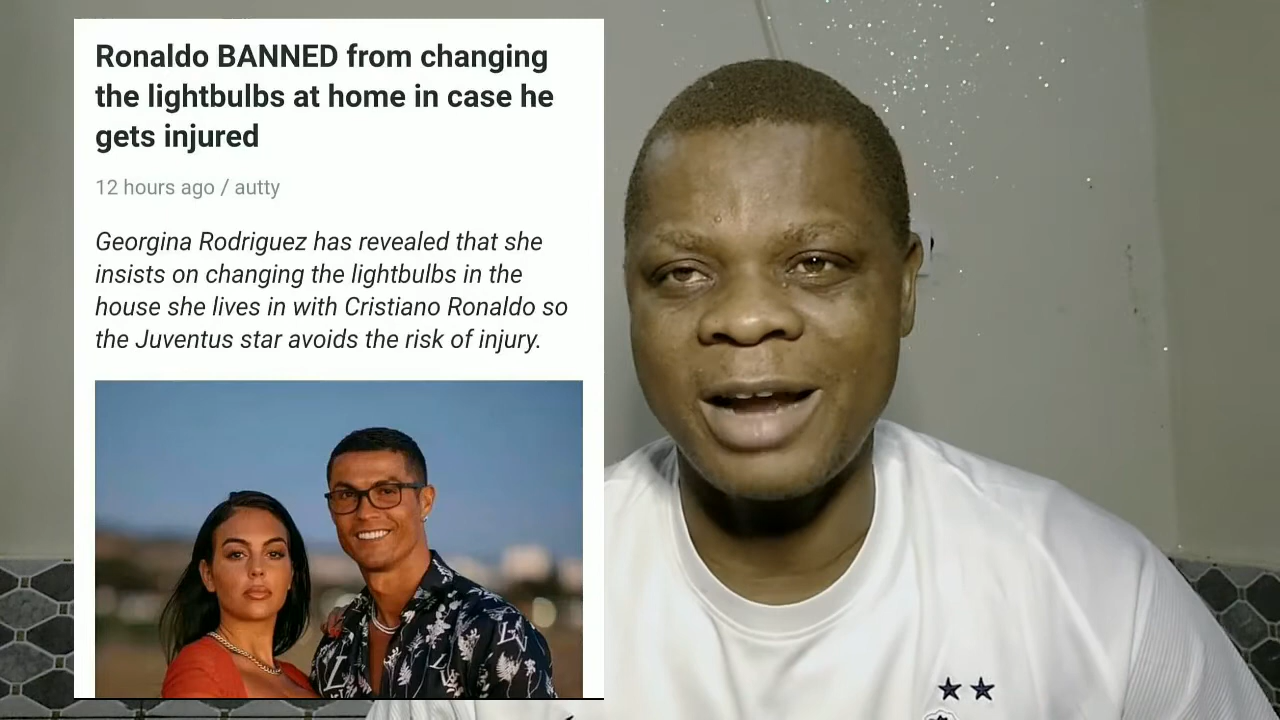 Ronaldo BANNED from changing
the lightbulbs at home in case he
gets injured
12 hours ago / autty
Georgina Rodriguez has revealed that she
insists on changing the lightbulbs in the
house she lives in with Cristiano Ronaldo so
the Juventus star avoids the risk of injury.